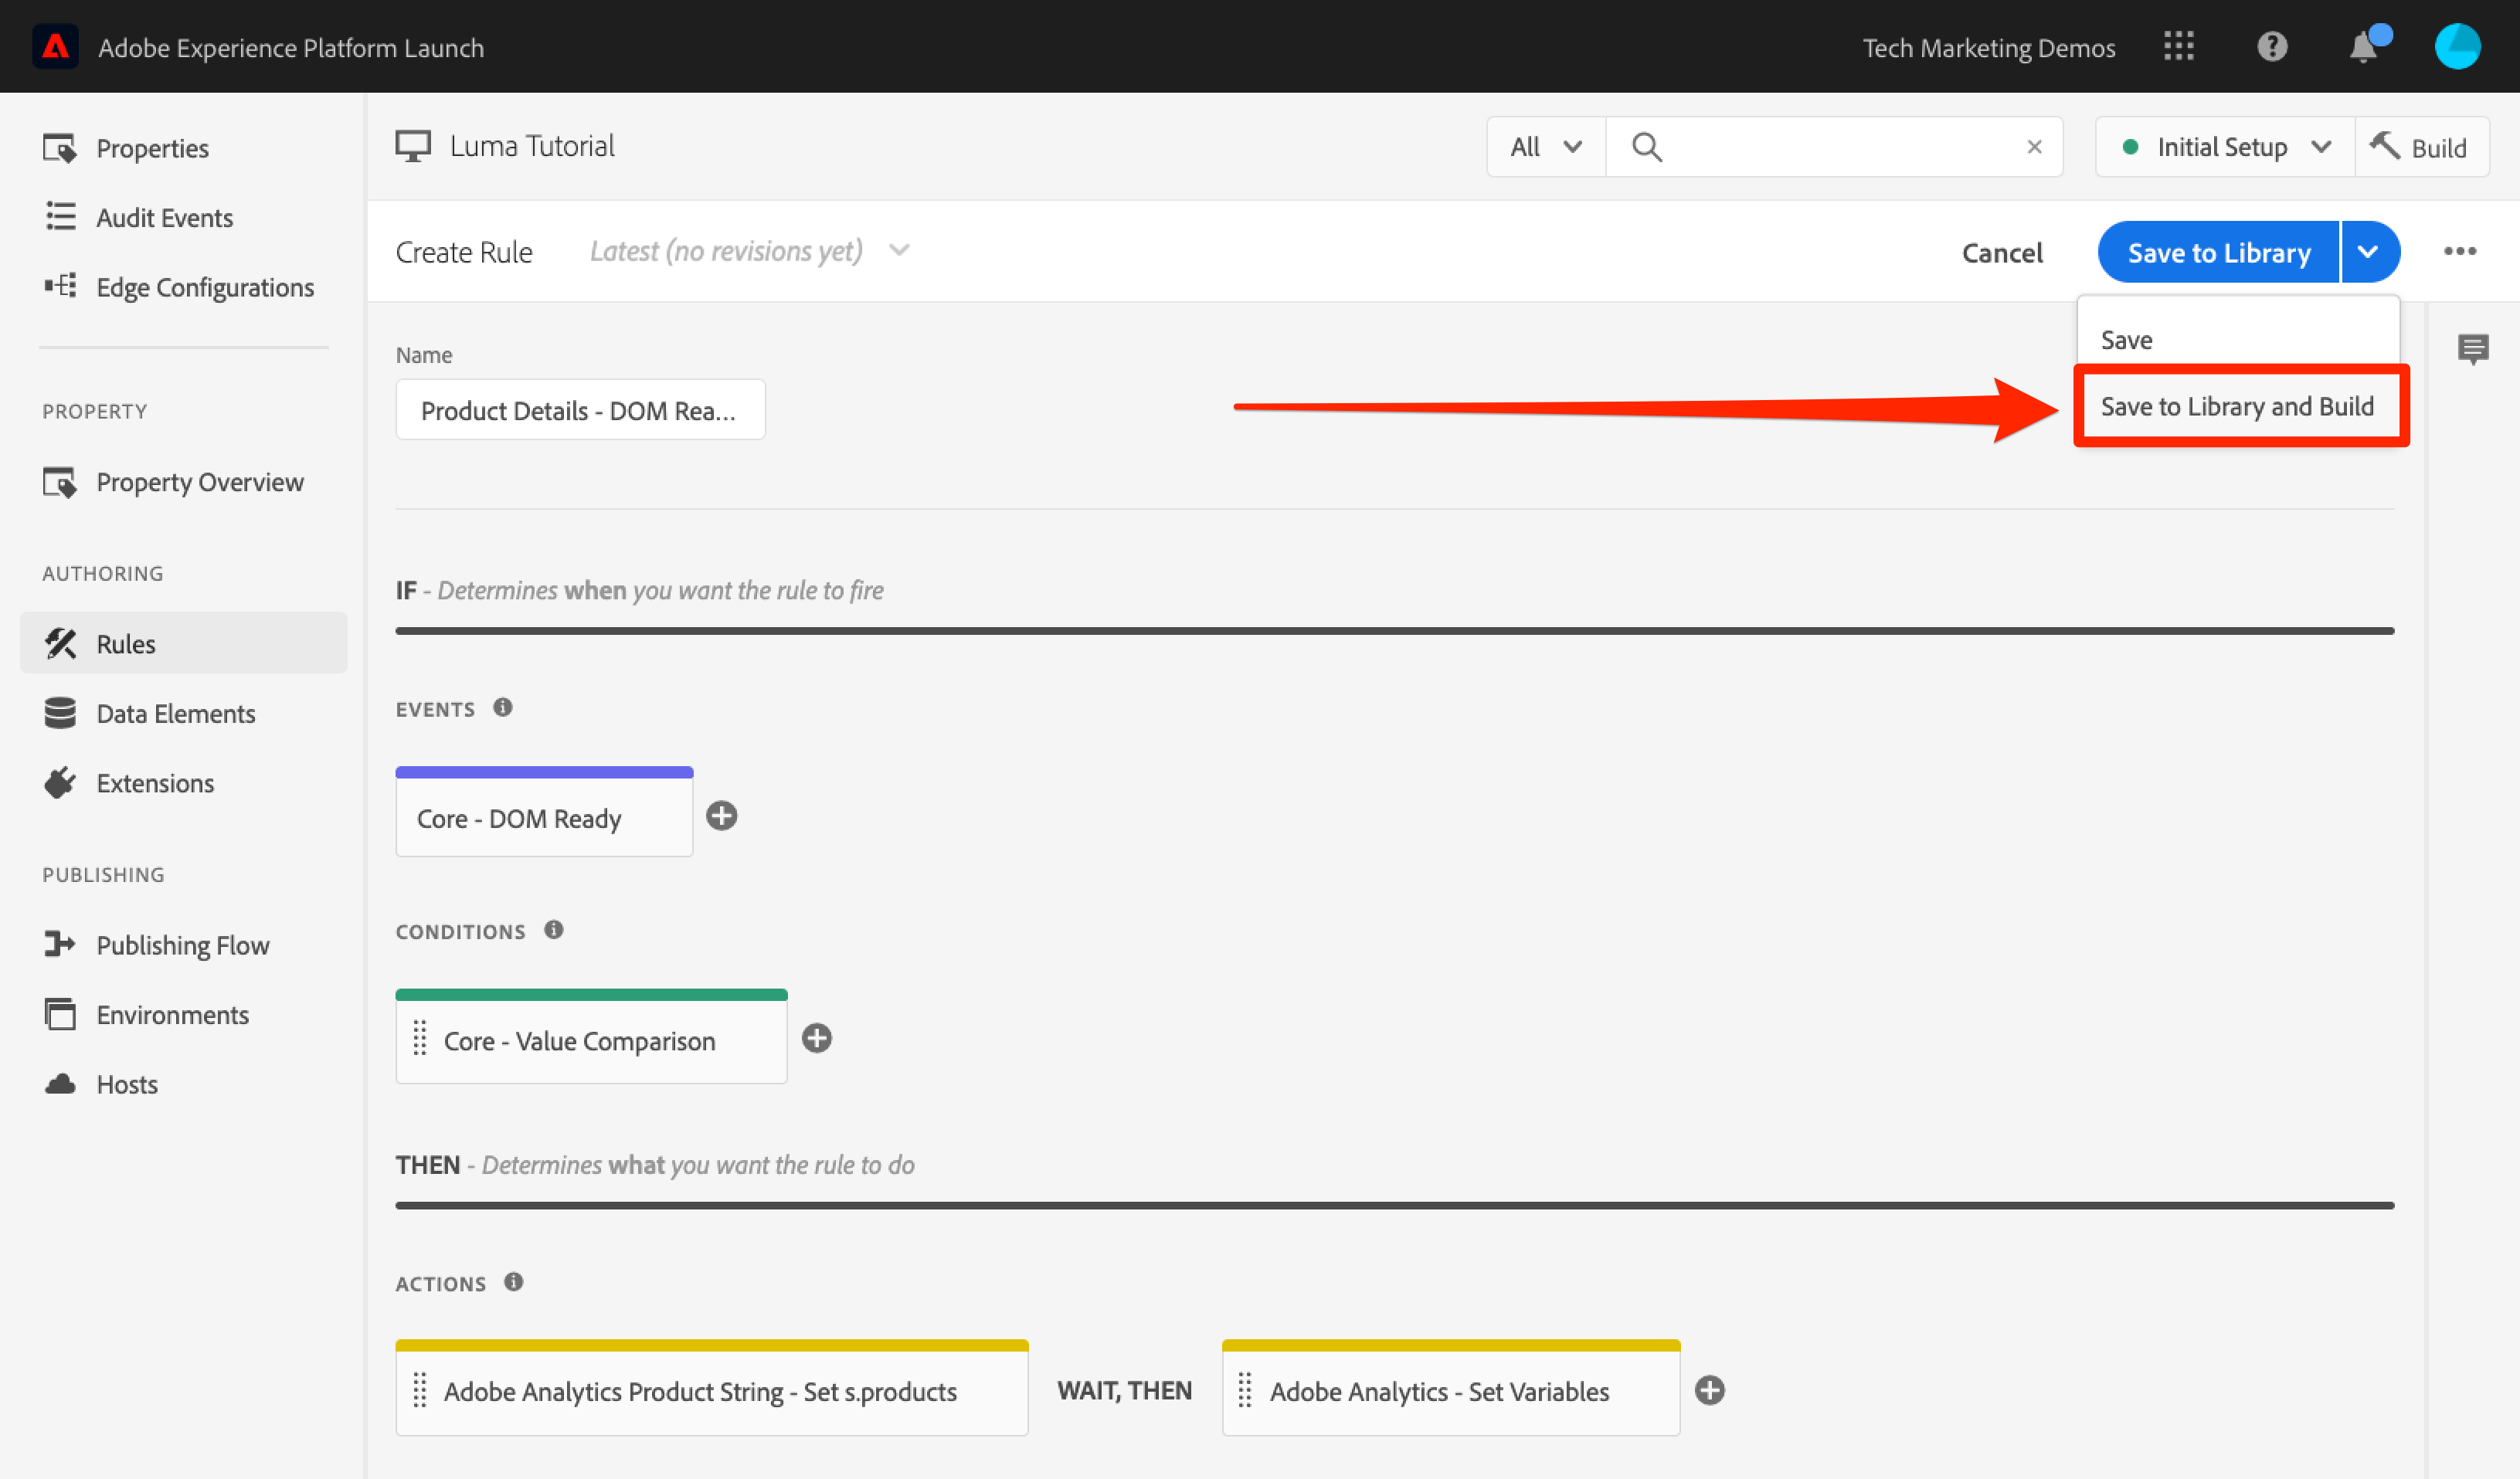 Adobe Experience Platform Launch
Tech Marketing Demos
Properties
Audit Events
Edge Configurations
PROPERTY
Property Overview
AUTHORING
Rules
Data Elements
Extensions
PUBLISHING
Publishing Flow
Environments
Hosts
Luma Tutorial
All
Initial Setup
Build
Create Rule
Latest (no revisions yet)
Cancel
Save to Library
Save
Save to Library and Build
Name
Product Details - DOM Rea...
IF - Determines when you want the rule to fire
EVENTS
Core - DOM Ready
CONDITIONS
Core - Value Comparison
THEN - Determines what you want the rule to do
ACTIONS
Adobe Analytics Product String - Set s.products
WAIT, THEN
Adobe Analytics - Set Variables